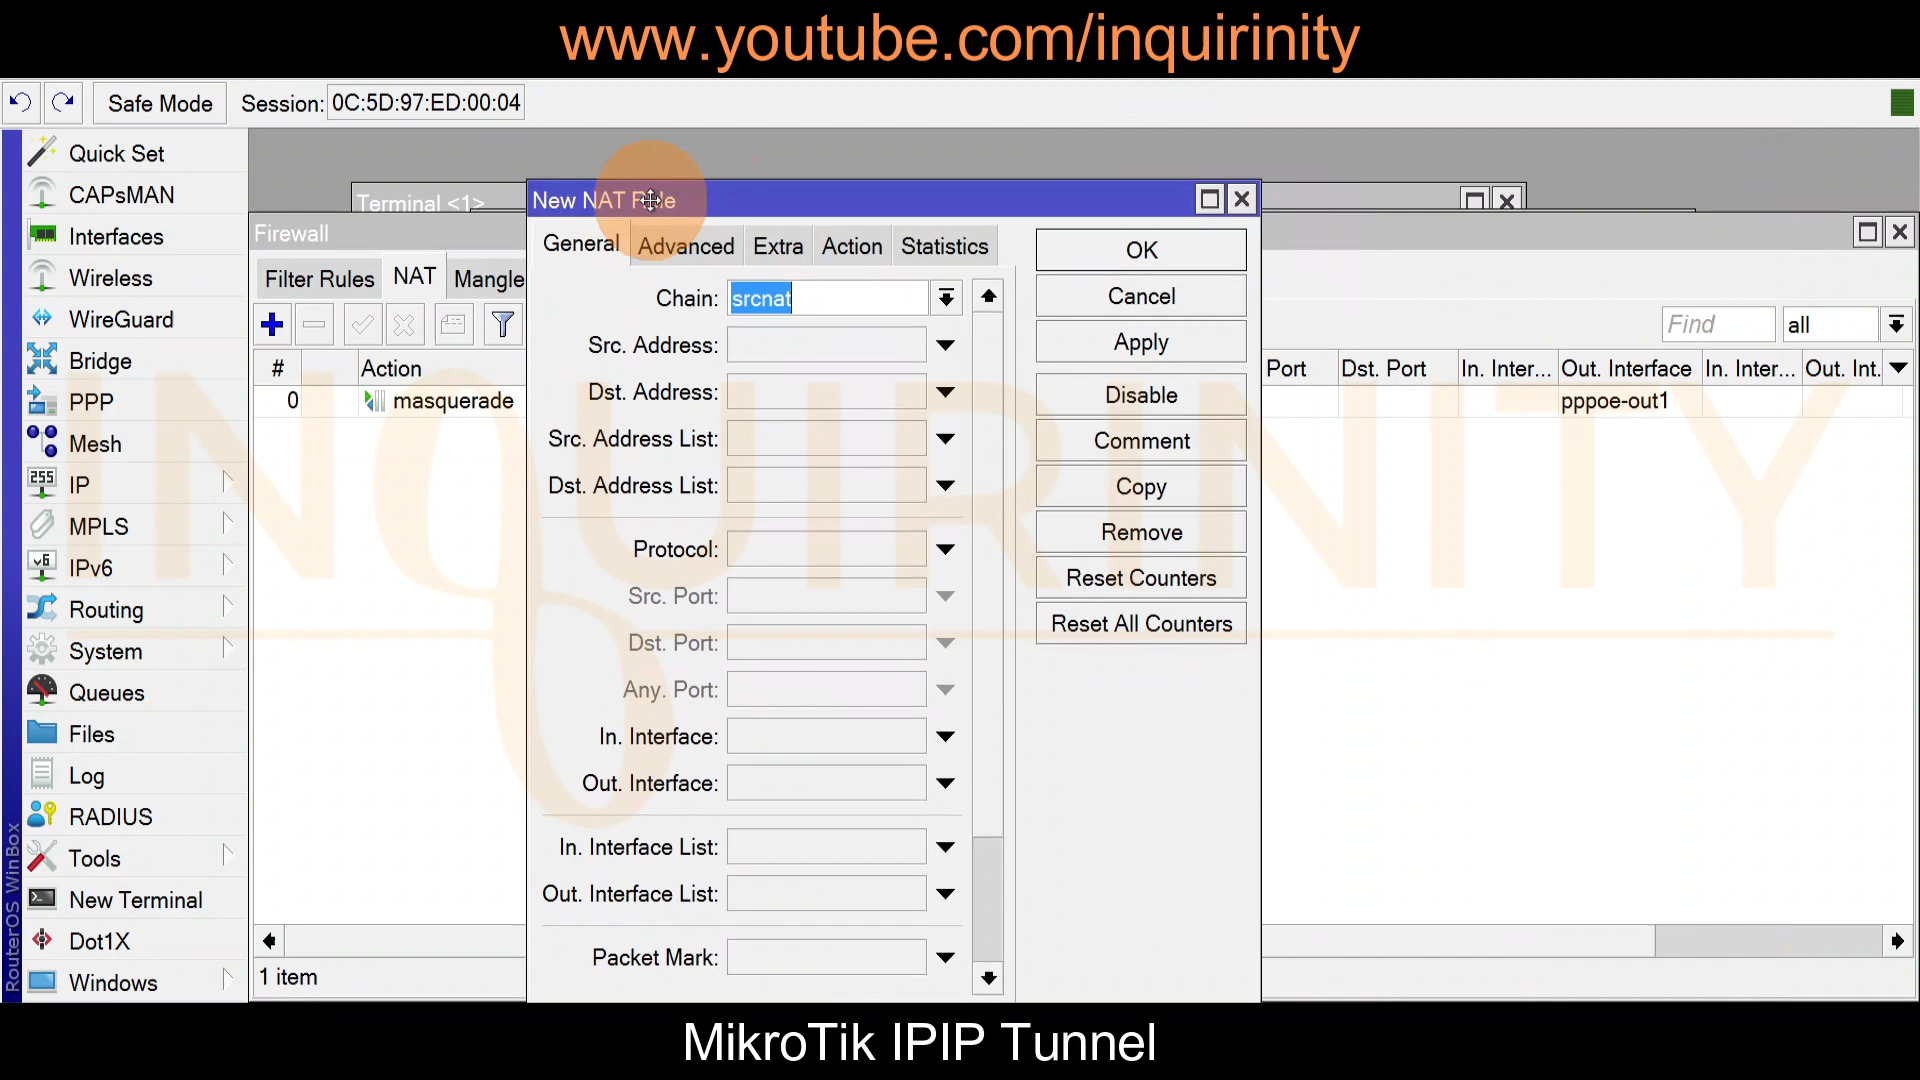 www.youtube.com/inquirinity
Safe Mode Session: 0C:5D:97:ED:00:04
Quick Set
CAPsMAN
Interfaces
Wireless
WireGuard
Bridge
PPP
Mesh
255 IP
MPLS
v6 IPv6
Routing
System
Queues
Files
Log
RADIUS
Tools
New Terminal
Dot1X
Windows
RouterOS WinBox
Terminal <1>
Firewall
Filter Rules NAT Mangle
Find all
# Action Port Dst. Port In. Inter... Out. Interface In. Inter... Out. Int.
0 masquerade pppoe-out1
1 item
New NAT Rule
General Advanced Extra Action Statistics
Chain: srcnat
Src. Address:
Dst. Address:
Src. Address List:
Dst. Address List:
Protocol:
Src. Port:
Dst. Port:
Any. Port:
In. Interface:
Out. Interface:
In. Interface List:
Out. Interface List:
Packet Mark:
OK
Cancel
Apply
Disable
Comment
Copy
Remove
Reset Counters
Reset All Counters
INQUIRINITY
MikroTik IPIP Tunnel